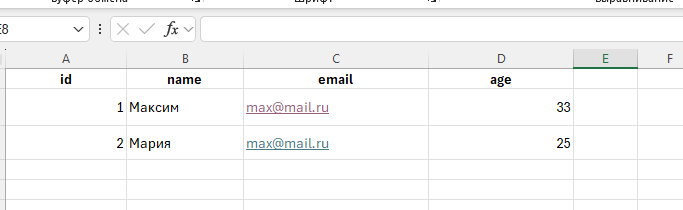 Буфер обмена Шрифт Выравнивание
E8 fx
A B C D E F
id name email age
1 Максим max@mail.ru 33
2 Мария max@mail.ru 25